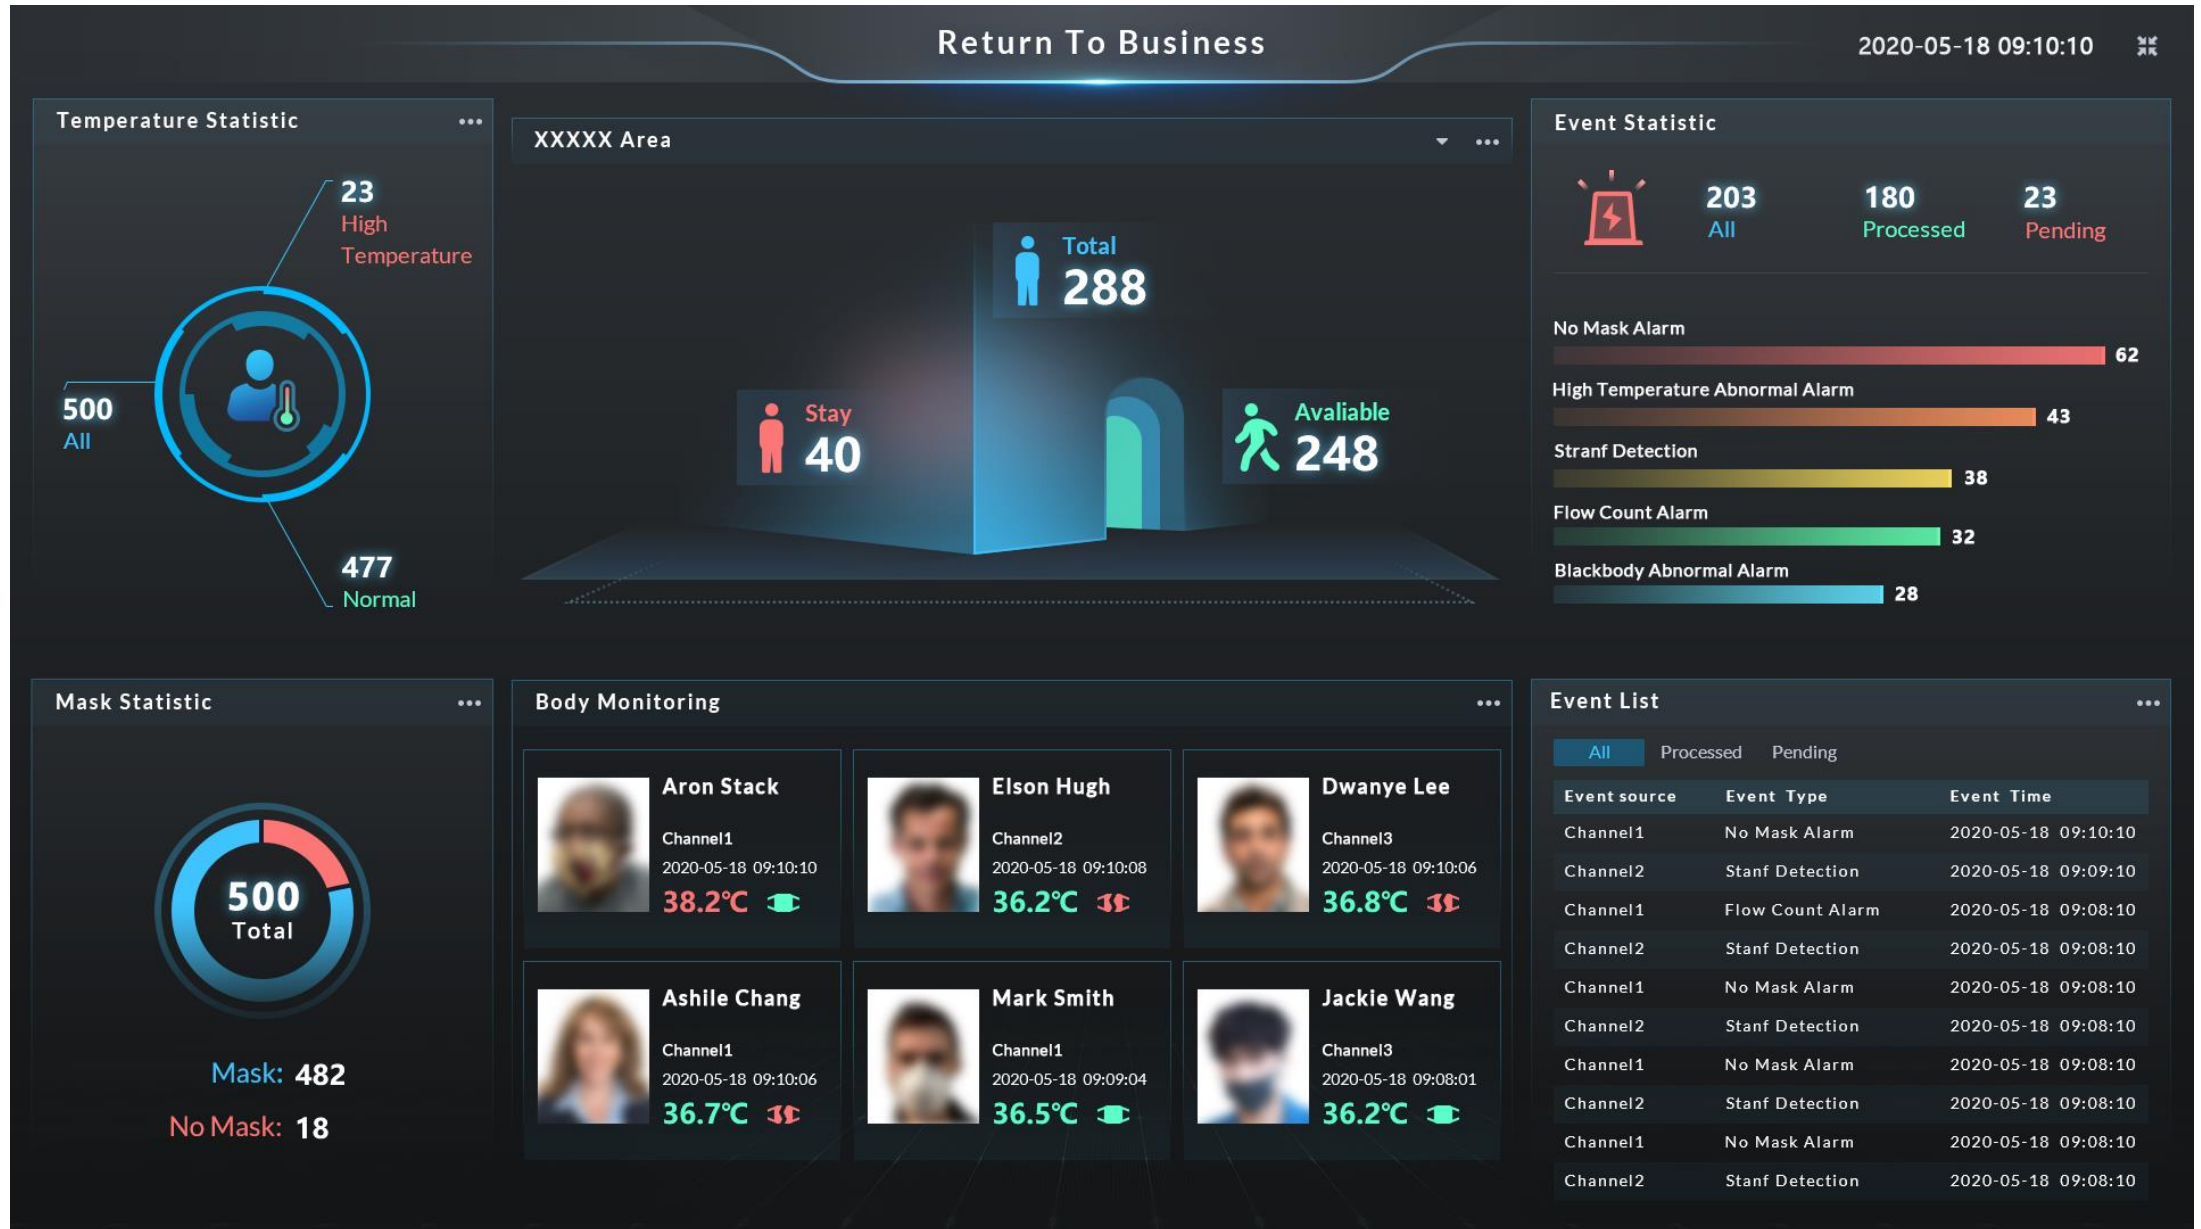 Return To Business
2020-05-18 09:10:10
Temperature Statistic
23
High
Temperature
500
All
477
Normal
XXXXX Area
Total
288
Stay
40
Avaliable
248
Event Statistic
203
All
180
Processed
23
Pending
No Mask Alarm
62
High Temperature Abnormal Alarm
43
Stranf Detection
38
Flow Count Alarm
32
Blackbody Abnormal Alarm
28
Mask Statistic
500
Total
Mask: 482
No Mask: 18
Body Monitoring
Aron Stack
Channel1
2020-05-18 09:10:10
38.2℃
Elson Hugh
Channel2
2020-05-18 09:10:08
36.2℃
Dwanye Lee
Channel3
2020-05-18 09:10:06
36.8℃
Ashile Chang
Channel1
2020-05-18 09:10:06
36.7℃
Mark Smith
Channel1
2020-05-18 09:09:04
36.5℃
Jackie Wang
Channel3
2020-05-18 09:08:01
36.2℃
Event List
All Processed Pending
Event source Event Type Event Time
Channel1 No Mask Alarm 2020-05-18 09:10:10
Channel2 Stanf Detection 2020-05-18 09:09:10
Channel1 Flow Count Alarm 2020-05-18 09:08:10
Channel2 Stanf Detection 2020-05-18 09:08:10
Channel1 No Mask Alarm 2020-05-18 09:08:10
Channel2 Stanf Detection 2020-05-18 09:08:10
Channel1 No Mask Alarm 2020-05-18 09:08:10
Channel2 Stanf Detection 2020-05-18 09:08:10
Channel1 No Mask Alarm 2020-05-18 09:08:10
Channel2 Stanf Detection 2020-05-18 09:08:10